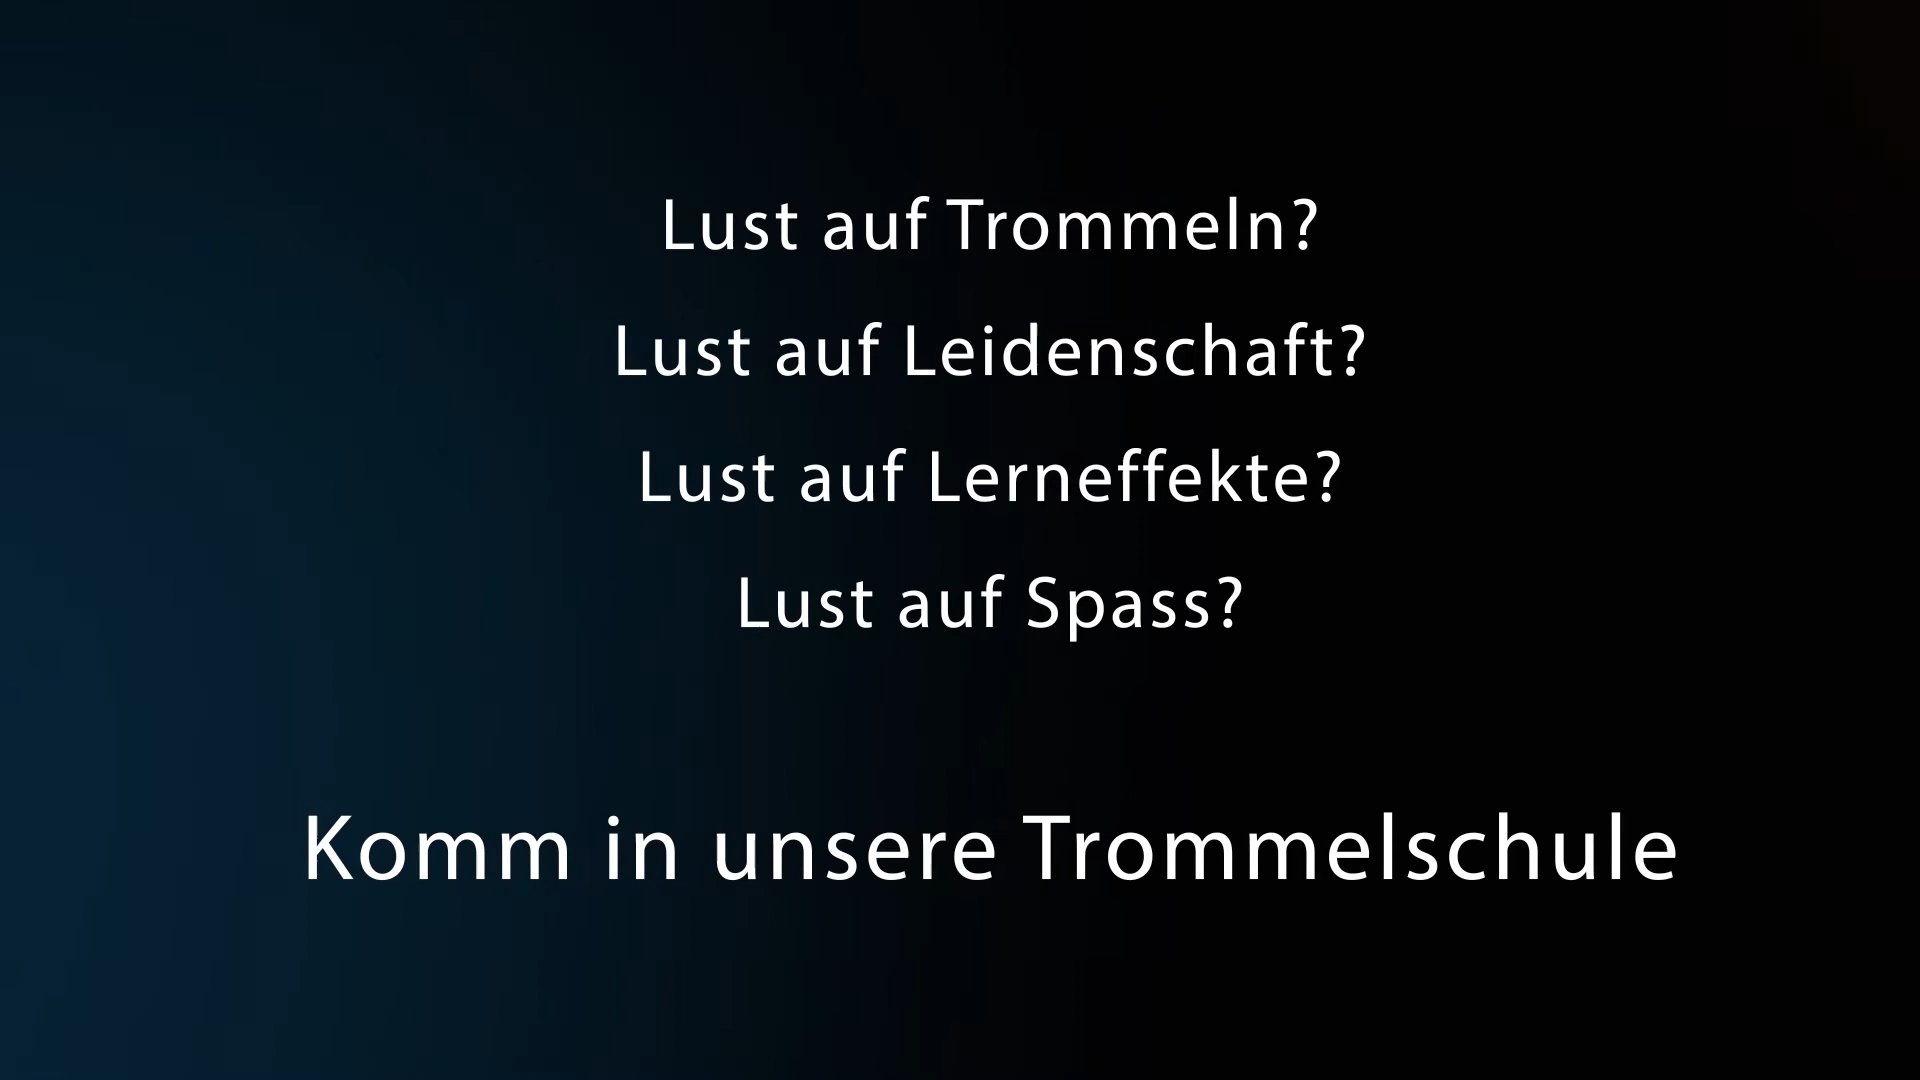 Lust auf Trommeln?
Lust auf Leidenschaft?
Lust auf Lerneffekte?
Lust auf Spass?
Komm in unsere Trommelschule